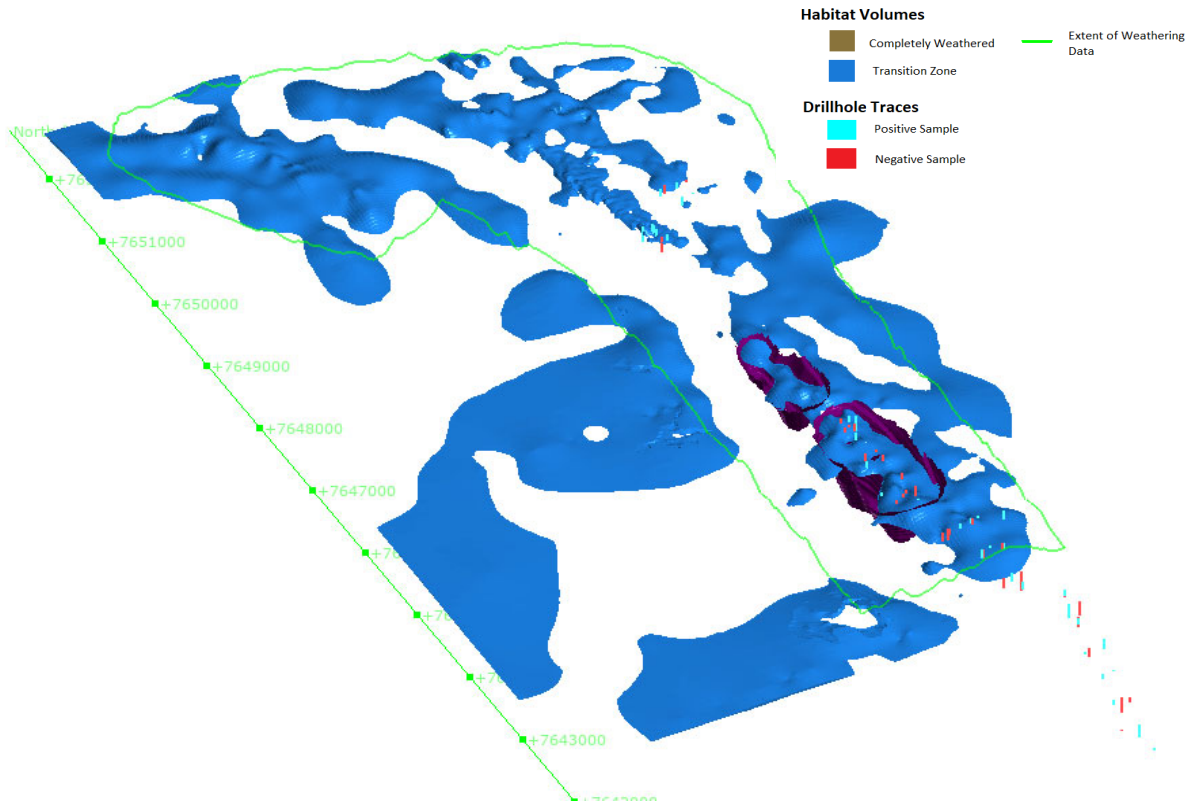 Habitat Volumes
Completely Weathered
Extent of Weathering
Data
Transition Zone
Drillhole Traces
Positive Sample
Negative Sample
North
+7651000
+7650000
+7649000
+7648000
+7647000
+7643000